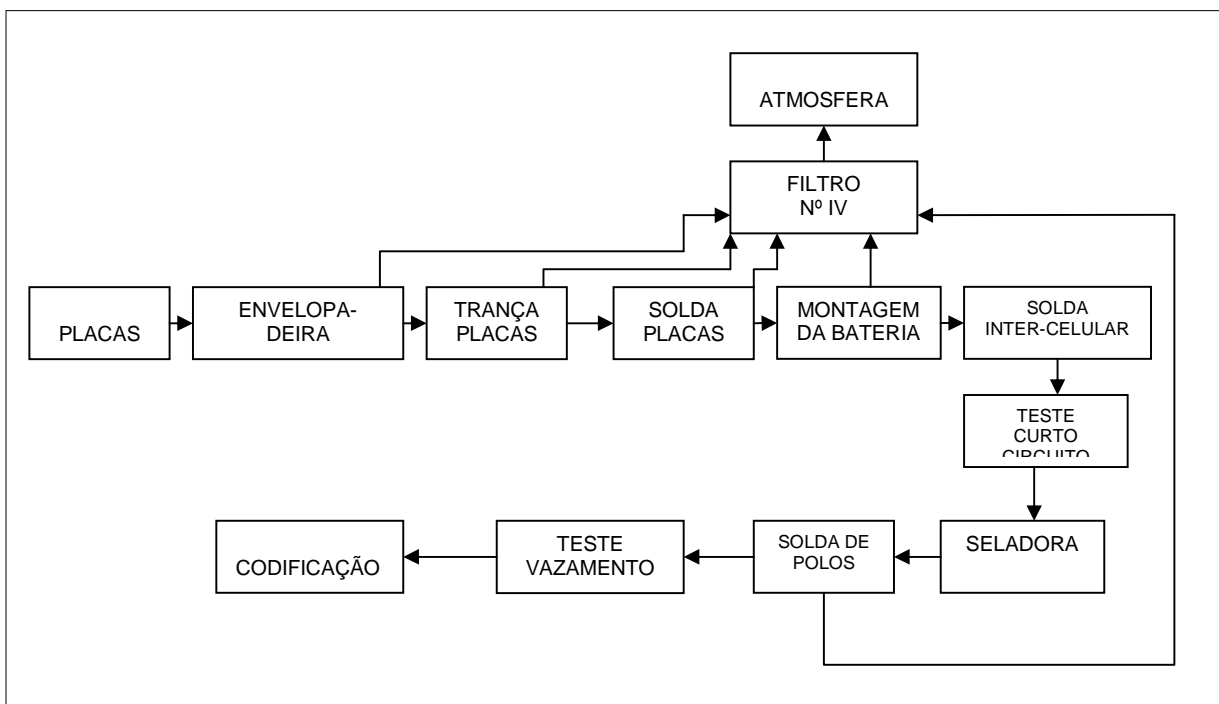 ATMOSFERA
FILTRO
Nº IV
PLACAS
ENVELOPA-
DEIRA
TRANÇA
PLACAS
SOLDA
PLACAS
MONTAGEM
DA BATERIA
SOLDA
INTER-CELULAR
TESTE
CURTO
CIRCUITO
CODIFICAÇÃO
TESTE
VAZAMENTO
SOLDA DE
POLOS
SELADORA